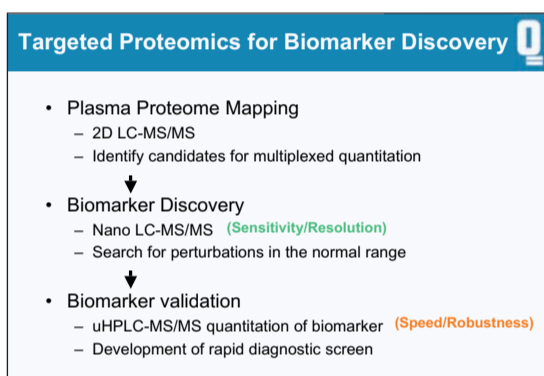 Targeted Proteomics for Biomarker Discovery
• Plasma Proteome Mapping
– 2D LC-MS/MS
– Identify candidates for multiplexed quantitation
• Biomarker Discovery
– Nano LC-MS/MS (Sensitivity/Resolution)
– Search for perturbations in the normal range
• Biomarker validation
– uHPLC-MS/MS quantitation of biomarker (Speed/Robustness)
– Development of rapid diagnostic screen